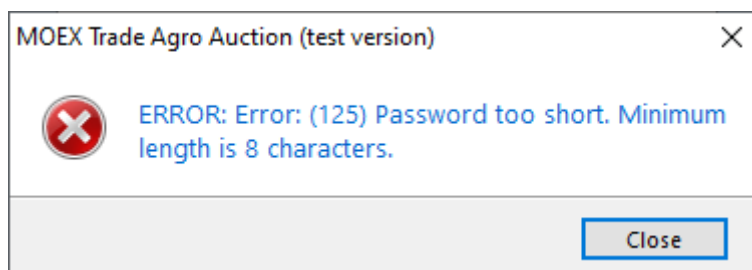 MOEX Trade Agro Auction (test version)
ERROR: Error: (125) Password too short. Minimum
length is 8 characters.
Close